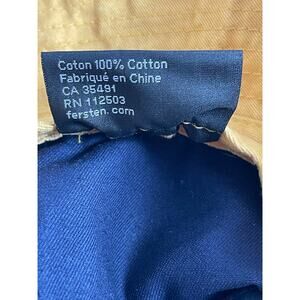 Coton 100% Cotton
Fabriqué en Chine
CA 35491
RN 112503
fersten.com